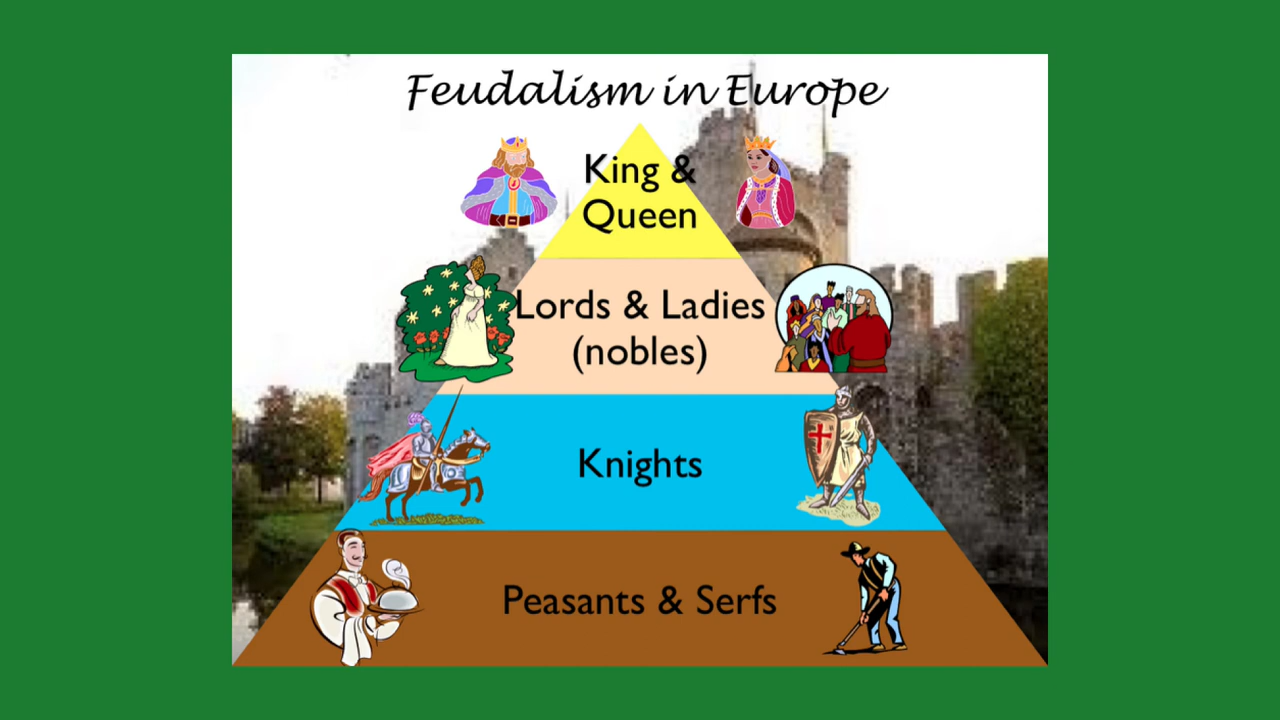 Feudalism in Europe
King &
Queen
Lords & Ladies
(nobles)
Knights
Peasants & Serfs